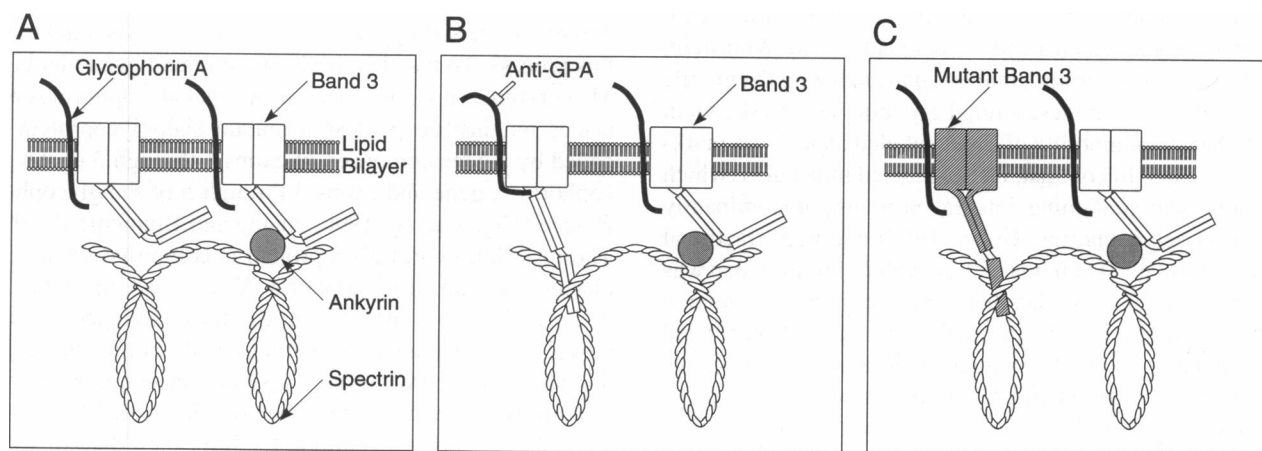 A
Glycophorin A
Band 3
Lipid
Bilayer
Ankyrin
Spectrin
B
Anti-GPA
Band 3
C
Mutant Band 3